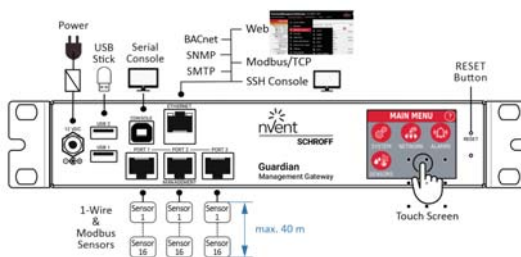 Power
USB
Stick
Serial
Console
BACnet
SNMP
SMTP
Web
Modbus/TCP
SSH Console
RESET
Button
12 VDC
USB 2
USB 1
CONSOLE
ETHERNET
PORT 1
PORT 2
PORT 3
MANAGEMENT
nvent
SCHROFF
Guardian
Management Gateway
MAIN MENU
?
SYSTEM
NETWORK
ALARMS
SENSORS
RESET
Touch Screen
1-Wire
&
Modbus
Sensors
Sensor
1
Sensor
1
Sensor
1
Sensor
16
Sensor
16
Sensor
16
max. 40 m